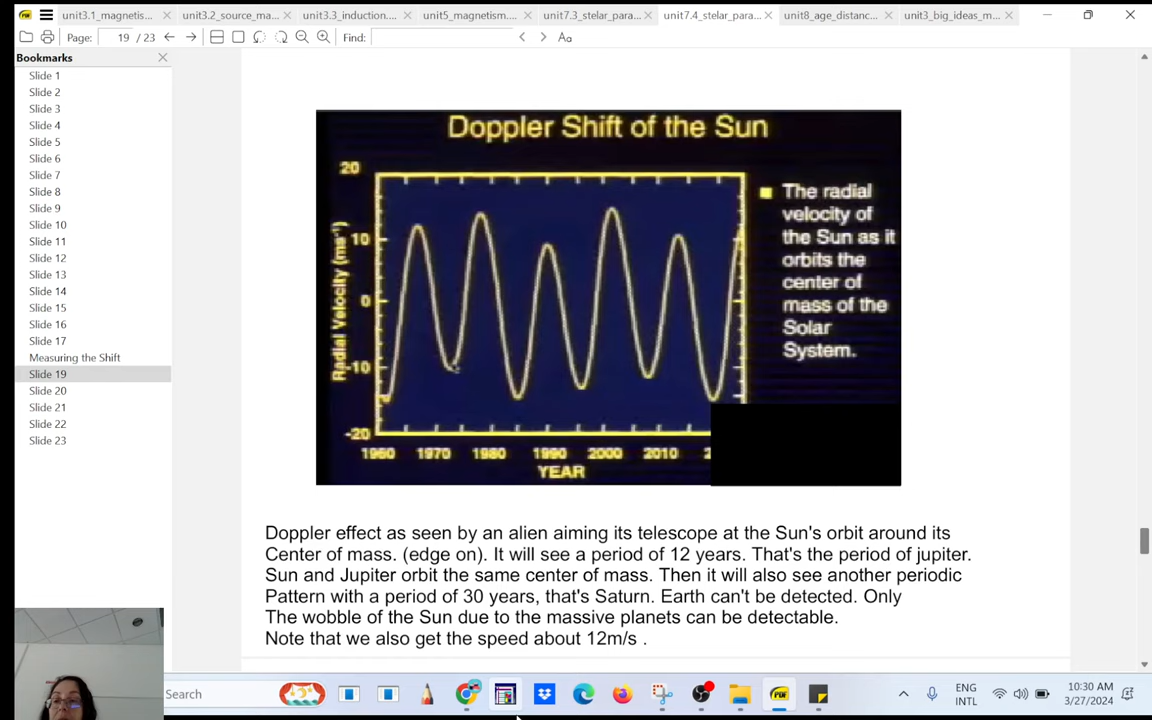 unit3.1_magnetis...
unit3.2_source_ma...
unit3.3_induction...
unit5_magnetism...
unit7.3_stelar_para...
unit7.4_stelar_para...
unit8_age_distanc...
unit3_big_ideas_m...
Page: 19 / 23
Find:
Aa
Bookmarks
Slide 1
Slide 2
Slide 3
Slide 4
Slide 5
Slide 6
Slide 7
Slide 8
Slide 9
Slide 10
Slide 11
Slide 12
Slide 13
Slide 14
Slide 15
Slide 16
Slide 17
Measuring the Shift
Slide 19
Slide 20
Slide 21
Slide 22
Slide 23
Doppler Shift of the Sun
20
10
0
-10
-20
Radial Velocity (ms⁻¹)
1960 1970 1980 1990 2000 2010
YEAR
The radial
velocity of
the Sun as it
orbits the
center of
mass of the
Solar
System.
Doppler effect as seen by an alien aiming its telescope at the Sun's orbit around its
Center of mass. (edge on). It will see a period of 12 years. That's the period of jupiter.
Sun and Jupiter orbit the same center of mass. Then it will also see another periodic
Pattern with a period of 30 years, that's Saturn. Earth can't be detected. Only
The wobble of the Sun due to the massive planets can be detectable.
Note that we also get the speed about 12m/s .
Search
PDF
ENG
INTL
10:30 AM
3/27/2024